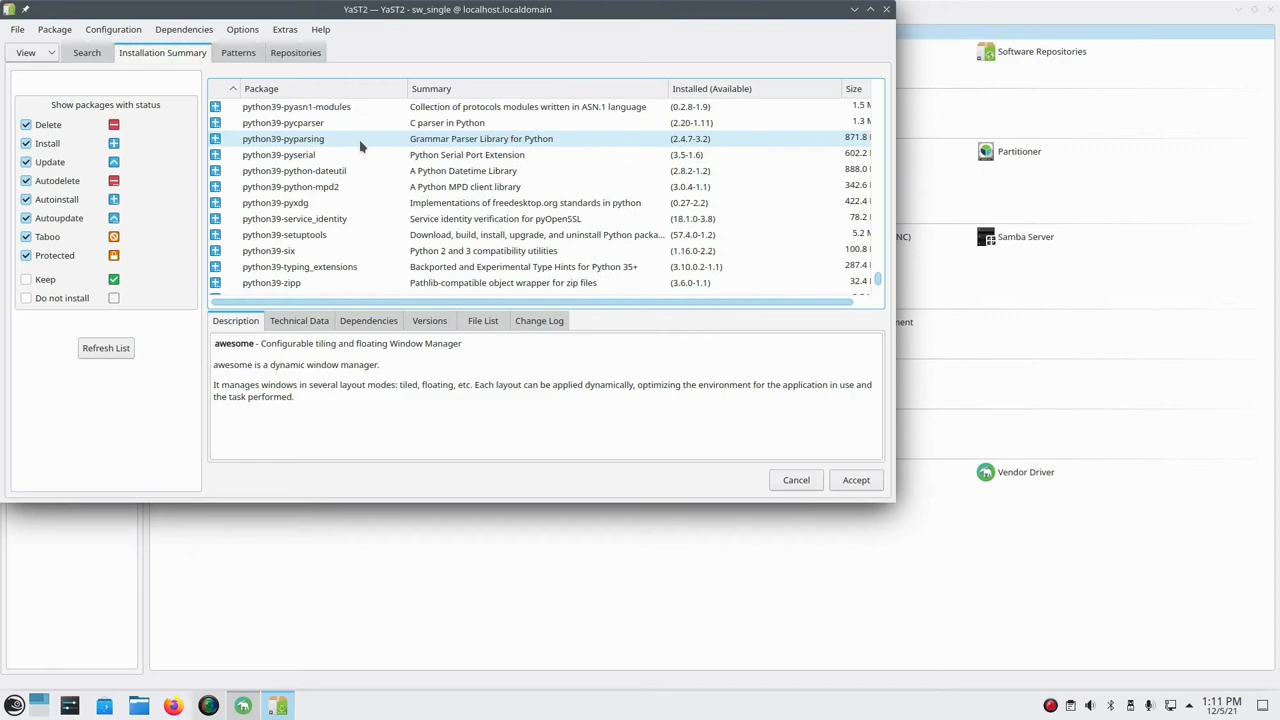 YaST2 — YaST2 - sw_single @ localhost.localdomain
File Package Configuration Dependencies Options Extras Help
View Search Installation Summary Patterns Repositories
Show packages with status
Delete
Install
Update
Autodelete
Autoinstall
Autoupdate
Taboo
Protected
Keep
Do not install
Refresh List
Package Summary Installed (Available) Size
python39-pyasn1-modules Collection of protocols modules written in ASN.1 language (0.2.8-1.9) 1.5 M
python39-pycparser C parser in Python (2.20-1.11) 1.3 M
python39-pyparsing Grammar Parser Library for Python (2.4.7-3.2) 871.8
python39-pyserial Python Serial Port Extension (3.5-1.6) 602.2
python39-python-dateutil A Python Datetime Library (2.8.2-1.2) 888.0
python39-python-mpd2 A Python MPD client library (3.0.4-1.1) 342.6
python39-pyxdg Implementations of freedesktop.org standards in python (0.27-2.2) 422.4
python39-service_identity Service identity verification for pyOpenSSL (18.1.0-3.8) 78.2
python39-setuptools Download, build, install, upgrade, and uninstall Python packa... (57.4.0-1.2) 5.2 M
python39-six Python 2 and 3 compatibility utilities (1.16.0-2.2) 100.8
python39-typing_extensions Backported and Experimental Type Hints for Python 35+ (3.10.0.2-1.1) 287.4
python39-zipp Pathlib-compatible object wrapper for zip files (3.6.0-1.1) 32.4
Description Technical Data Dependencies Versions File List Change Log
awesome - Configurable tiling and floating Window Manager
awesome is a dynamic window manager.
It manages windows in several layout modes: tiled, floating, etc. Each layout can be applied dynamically, optimizing the environment for the application in use and
the task performed.
Cancel Accept
Software Repositories
Partitioner
NC) Samba Server
ment
Vendor Driver
1:11 PM
12/5/21